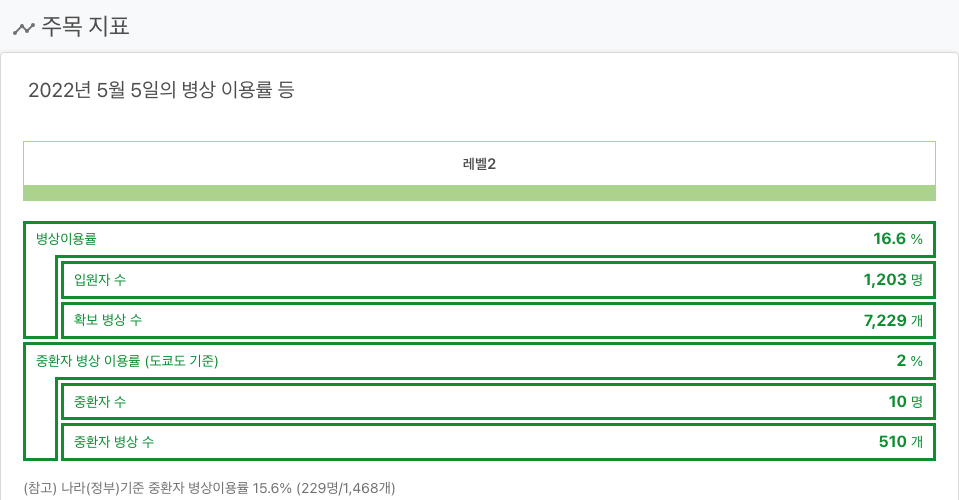 주목 지표
2022년 5월 5일의 병상 이용률 등
레벨2
병상이용률 16.6 %
입원자 수 1,203 명
확보 병상 수 7,229 개
중환자 병상 이용률 (도쿄도 기준) 2 %
중환자 수 10 명
중환자 병상 수 510 개
(참고) 나라(정부)기준 중환자 병상이용률 15.6% (229명/1,468개)